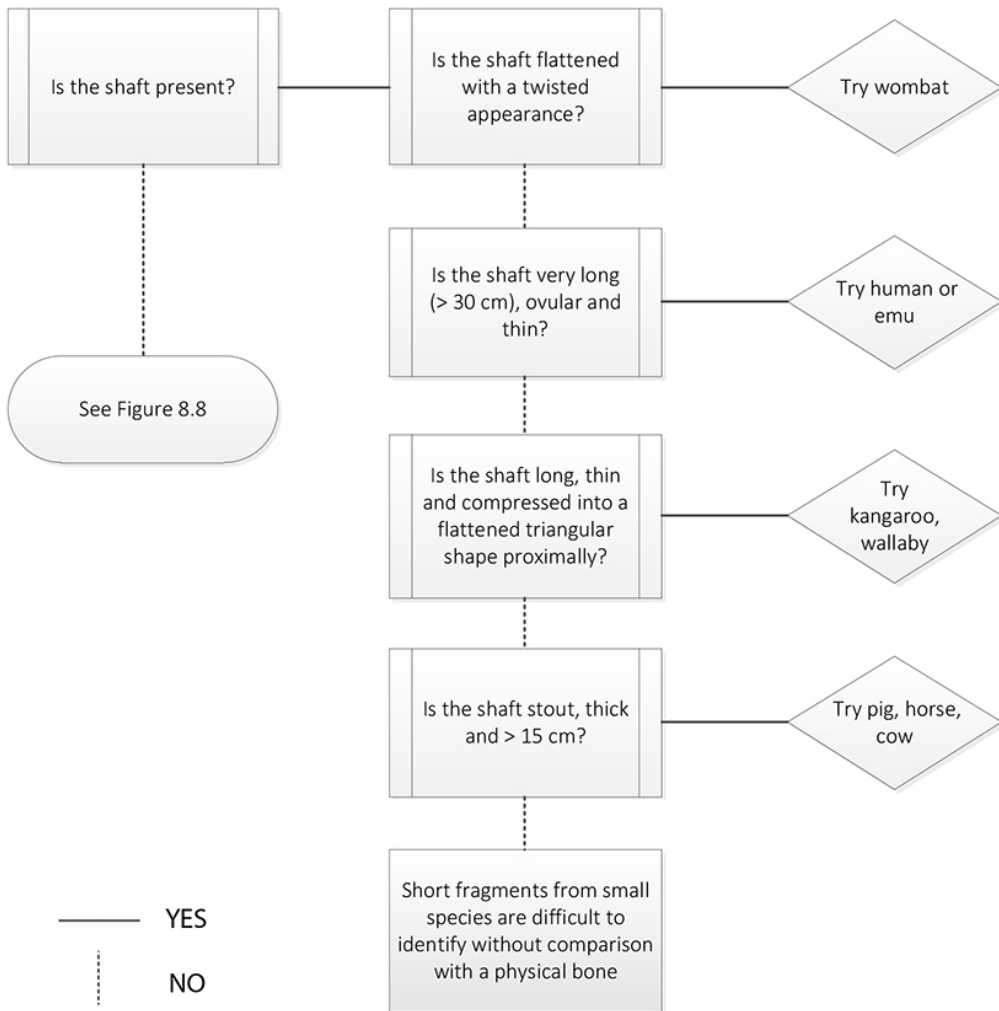 Is the shaft present?
Is the shaft flattened
with a twisted
appearance?
Try wombat
Is the shaft very long
(> 30 cm), ovular and
thin?
Try human or
emu
See Figure 8.8
Is the shaft long, thin
and compressed into a
flattened triangular
shape proximally?
Try
kangaroo,
wallaby
Is the shaft stout, thick
and > 15 cm?
Try pig, horse,
cow
Short fragments from small
species are difficult to
identify without comparison
with a physical bone
YES
NO